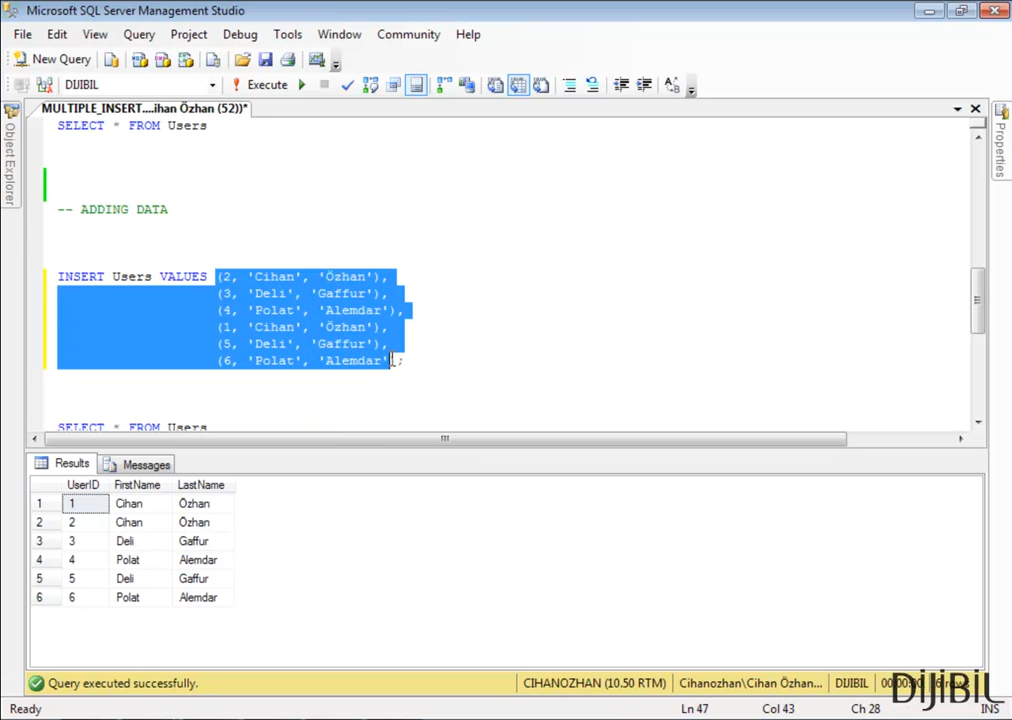 Microsoft SQL Server Management Studio
File Edit View Query Project Debug Tools Window Community Help
New Query
DIJIBIL Execute
Object Explorer
MULTIPLE_INSERT....ihan Özhan (52))*
Properties
SELECT * FROM Users
-- ADDING DATA
INSERT Users VALUES (2, 'Cihan', 'Özhan'),
(3, 'Deli', 'Gaffur'),
(4, 'Polat', 'Alemdar'),
(1, 'Cihan', 'Özhan'),
(5, 'Deli', 'Gaffur'),
(6, 'Polat', 'Alemdar');
SELECT * FROM Users
Results Messages
UserID FirstName LastName
1 1 Cihan Özhan
2 2 Cihan Özhan
3 3 Deli Gaffur
4 4 Polat Alemdar
5 5 Deli Gaffur
6 6 Polat Alemdar
Query executed successfully. CIHANOZHAN (10.50 RTM) Cihanozhan\Cihan Özhan... DIJIBIL
DIJIBIL
Ready Ln 47 Col 43 Ch 28 INS